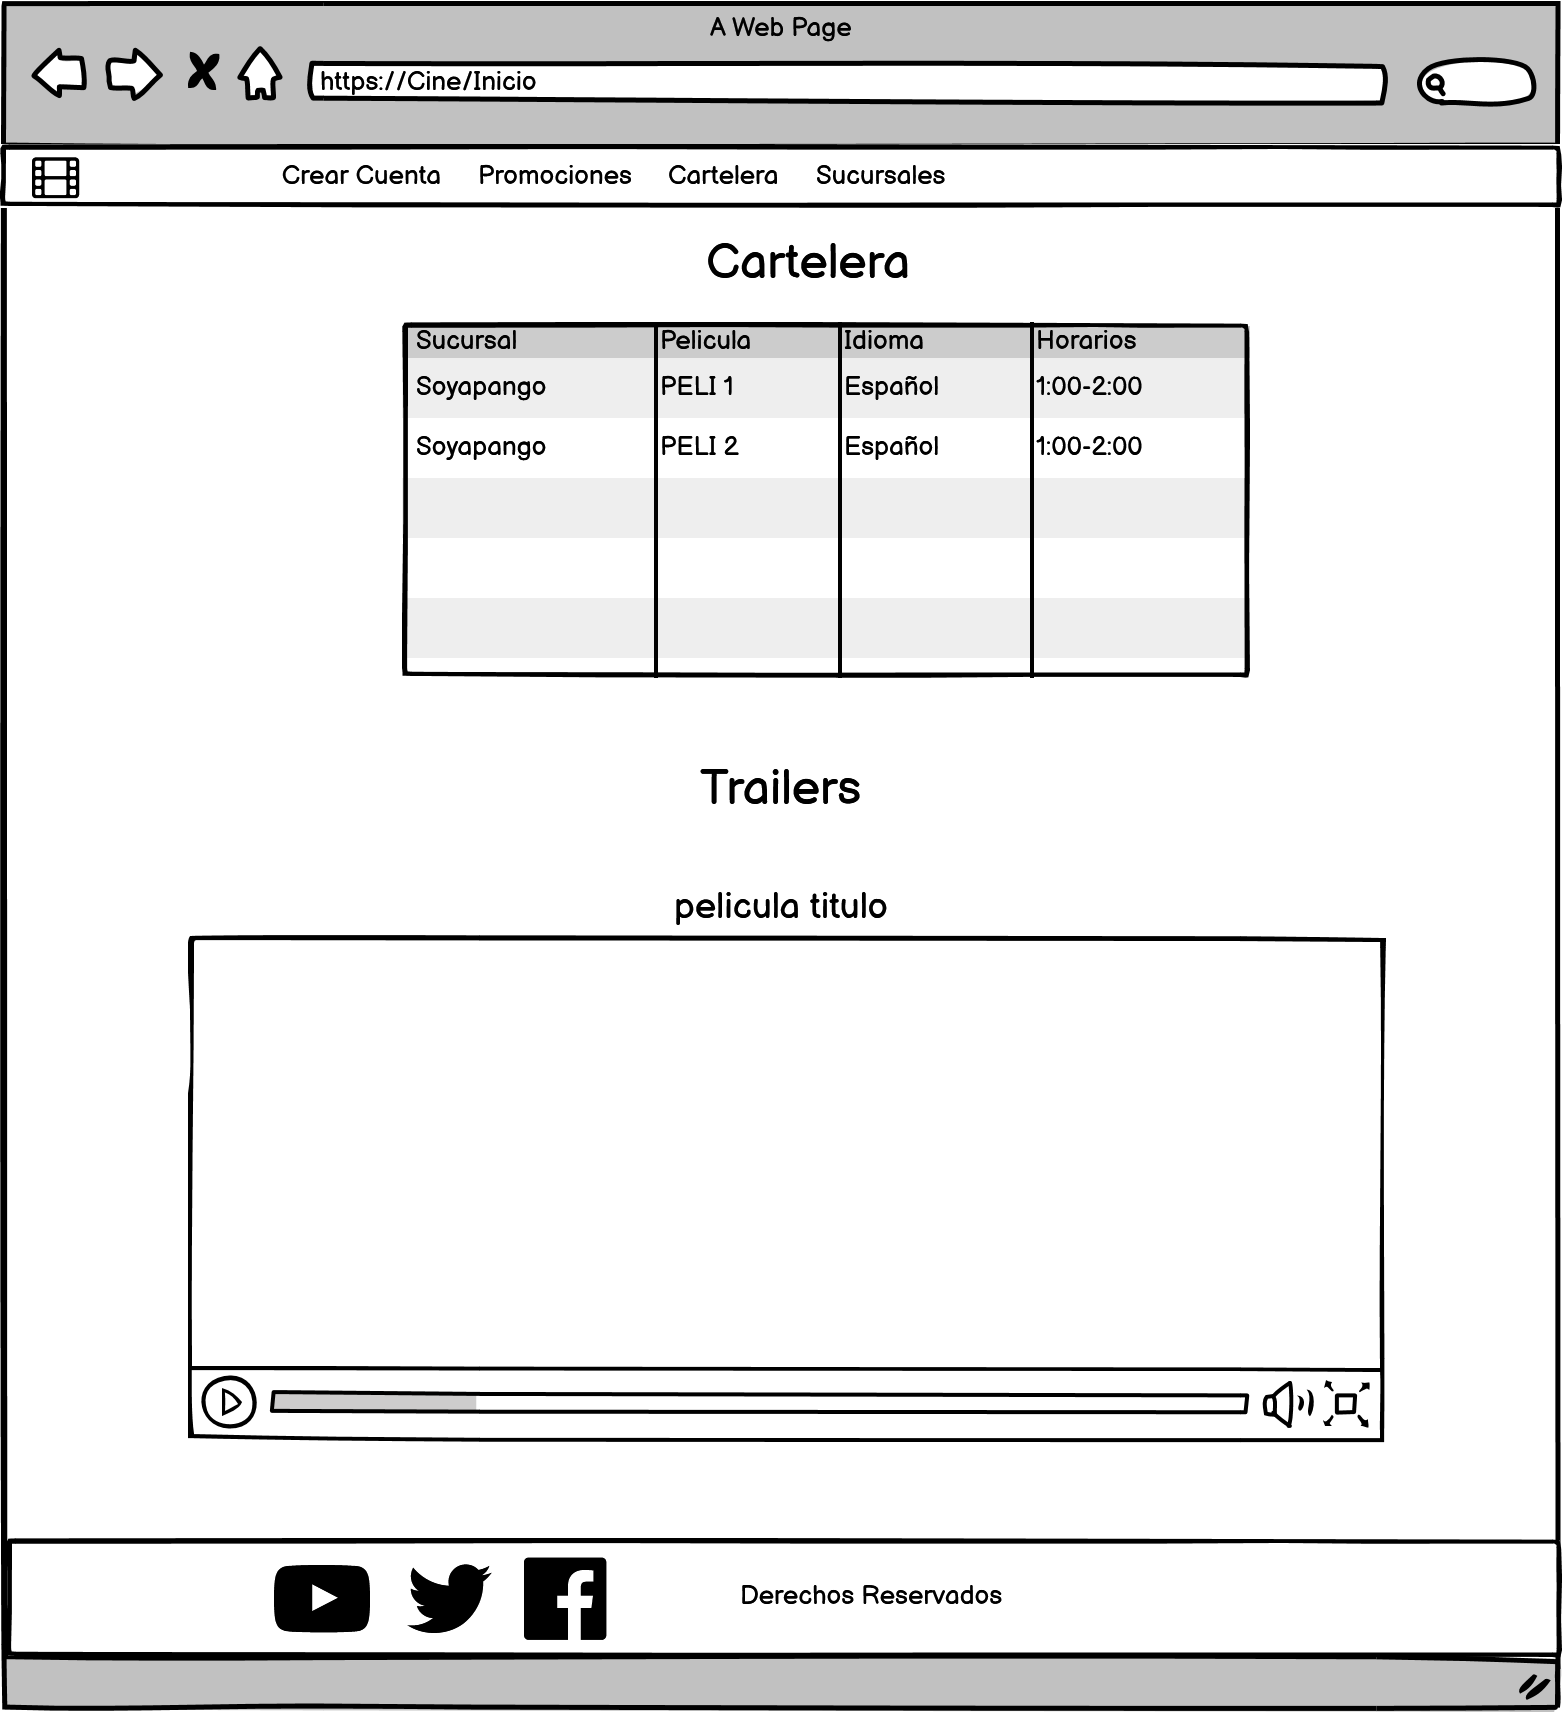 A Web Page
https://Cine/Inicio
Crear Cuenta Promociones Cartelera Sucursales
Cartelera
Sucursal Pelicula Idioma Horarios
Soyapango PELI 1 Español 1:00-2:00
Soyapango PELI 2 Español 1:00-2:00
Trailers
pelicula titulo
Derechos Reservados